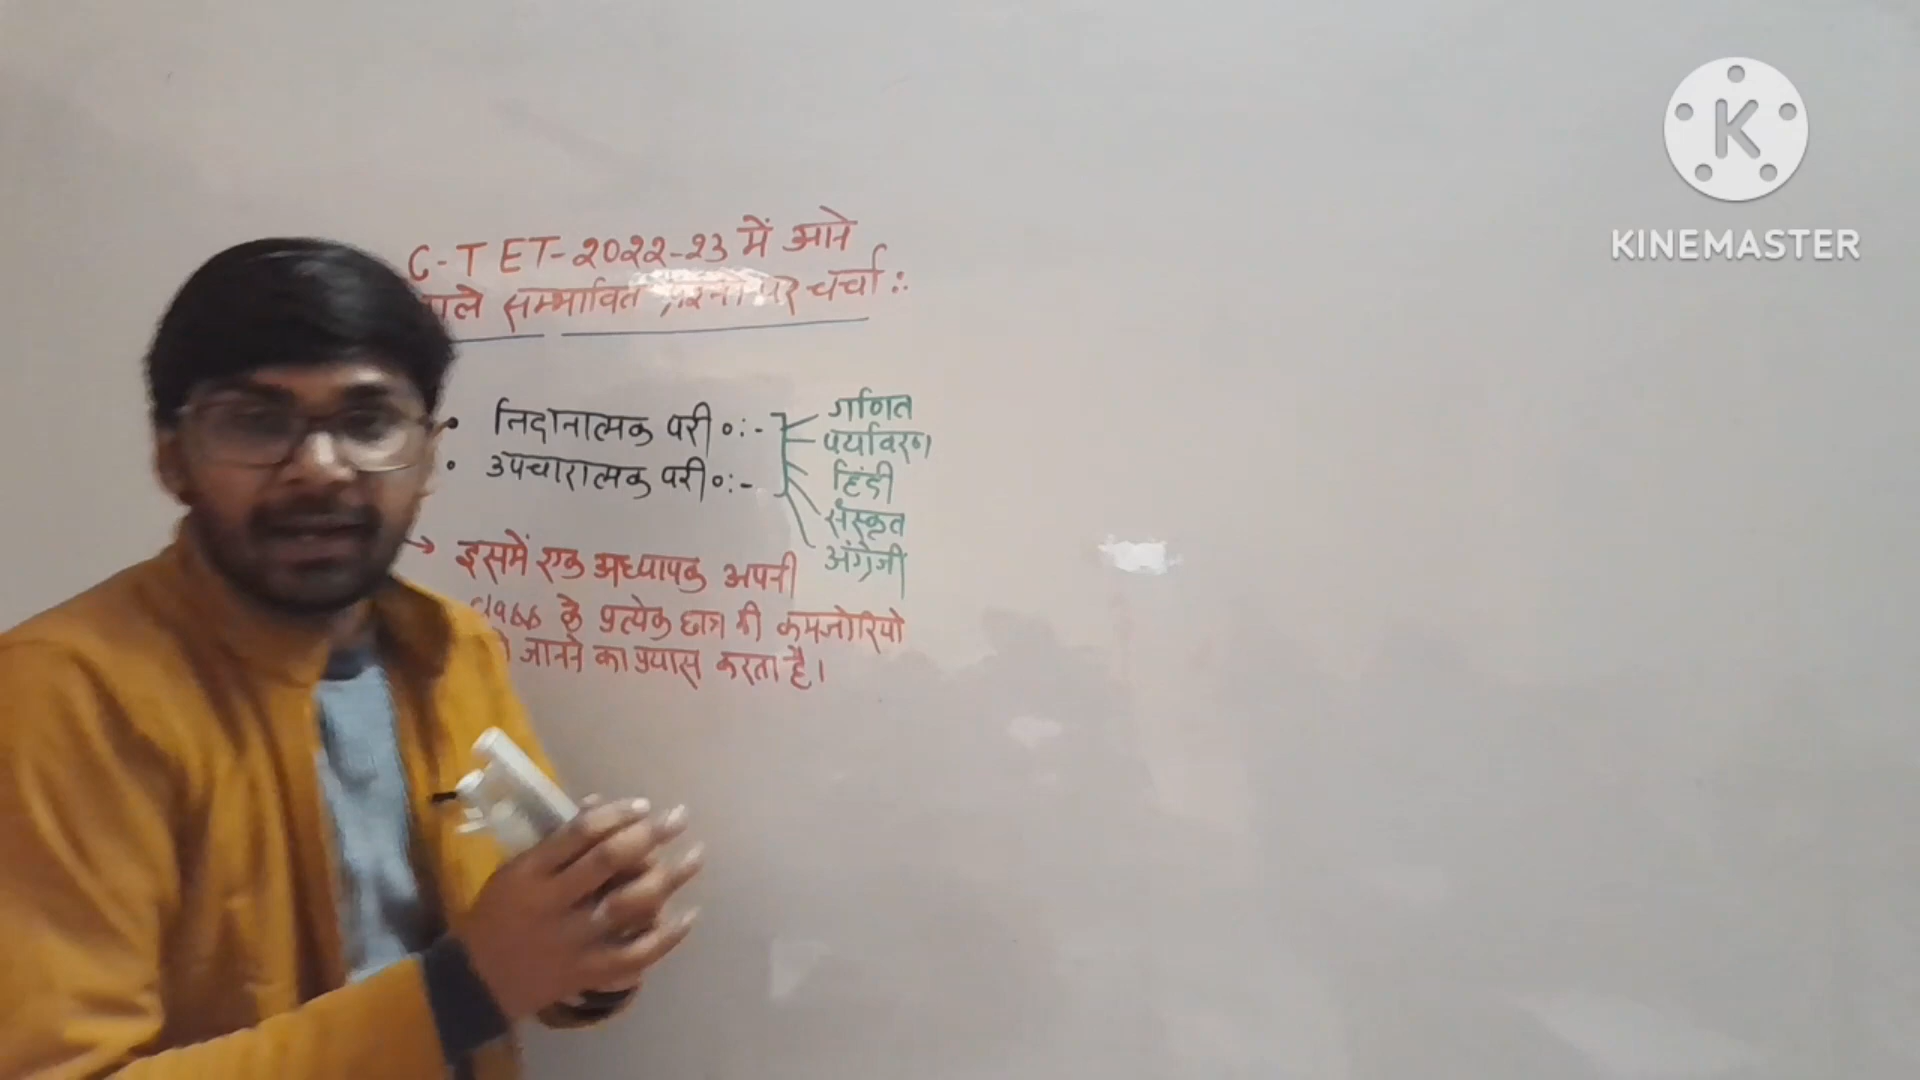 C-TET-2022-23 में आने
वाले सम्भावित प्रश्नो पर चर्चा :
• निदानात्मक परी०:-
• उपचारात्मक परी०:-
गणित
पर्यावरण
हिंदी
संस्कृत
अंग्रेजी
→ इसमें एक अध्यापक अपनी
class के प्रत्येक छात्र की कमजोरियो
जानने का प्रयास करता है।
K
KINEMASTER